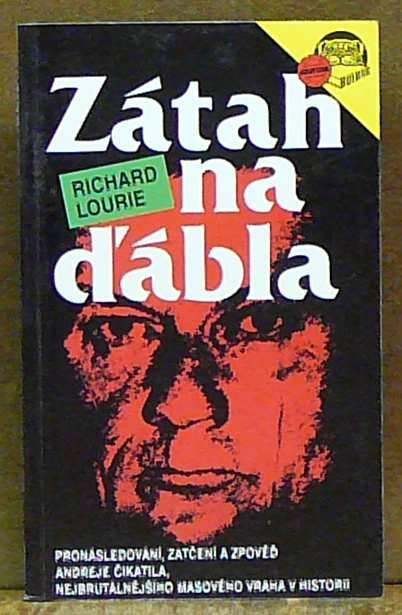 Zátah
RICHARD
LOURIE
na
ďábla
PRONÁSLEDOVÁNÍ, ZATČENÍ A ZPOVĚĎ
ANDREJE ČIKATILA,
NEJBRUTÁLNĚJŠÍHO MASOVÉHO VRAHA V HISTORII